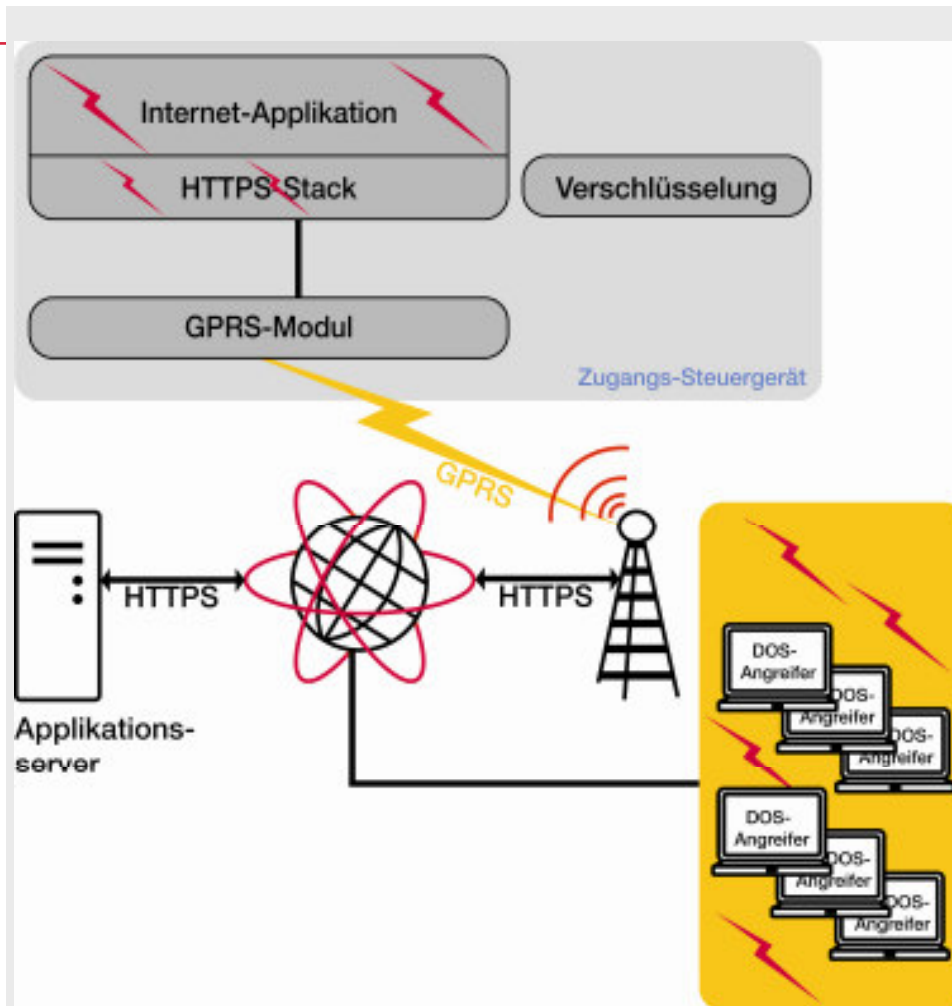 Internet-Applikation
HTTPS-Stack
Verschlüsselung
GPRS-Modul
Zugangs-Steuergerät
GPRS
HTTPS
HTTPS
Applikations-
server
DOS-
Angreifer
DOS-
Angreifer
DOS-
Angreifer
DOS-
Angreifer
DOS-
Angreifer
DOS-
Angreifer